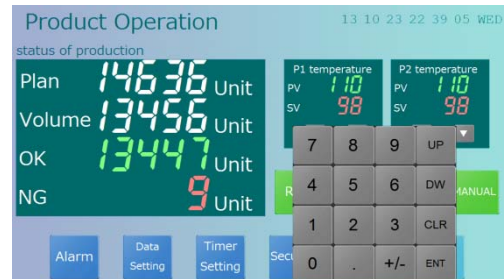 Product Operation
13 10 23 22 39 05 WED
status of production
Plan 14636 Unit
Volume 13456 Unit
OK 13447 Unit
NG 9 Unit
P1 temperature
PV 110
SV 98
P2 temperature
PV 110
SV 98
7 8 9 UP
4 5 6 DW
1 2 3 CLR
0 . +/- ENT
MANUAL
Alarm
Data Setting
Timer Setting